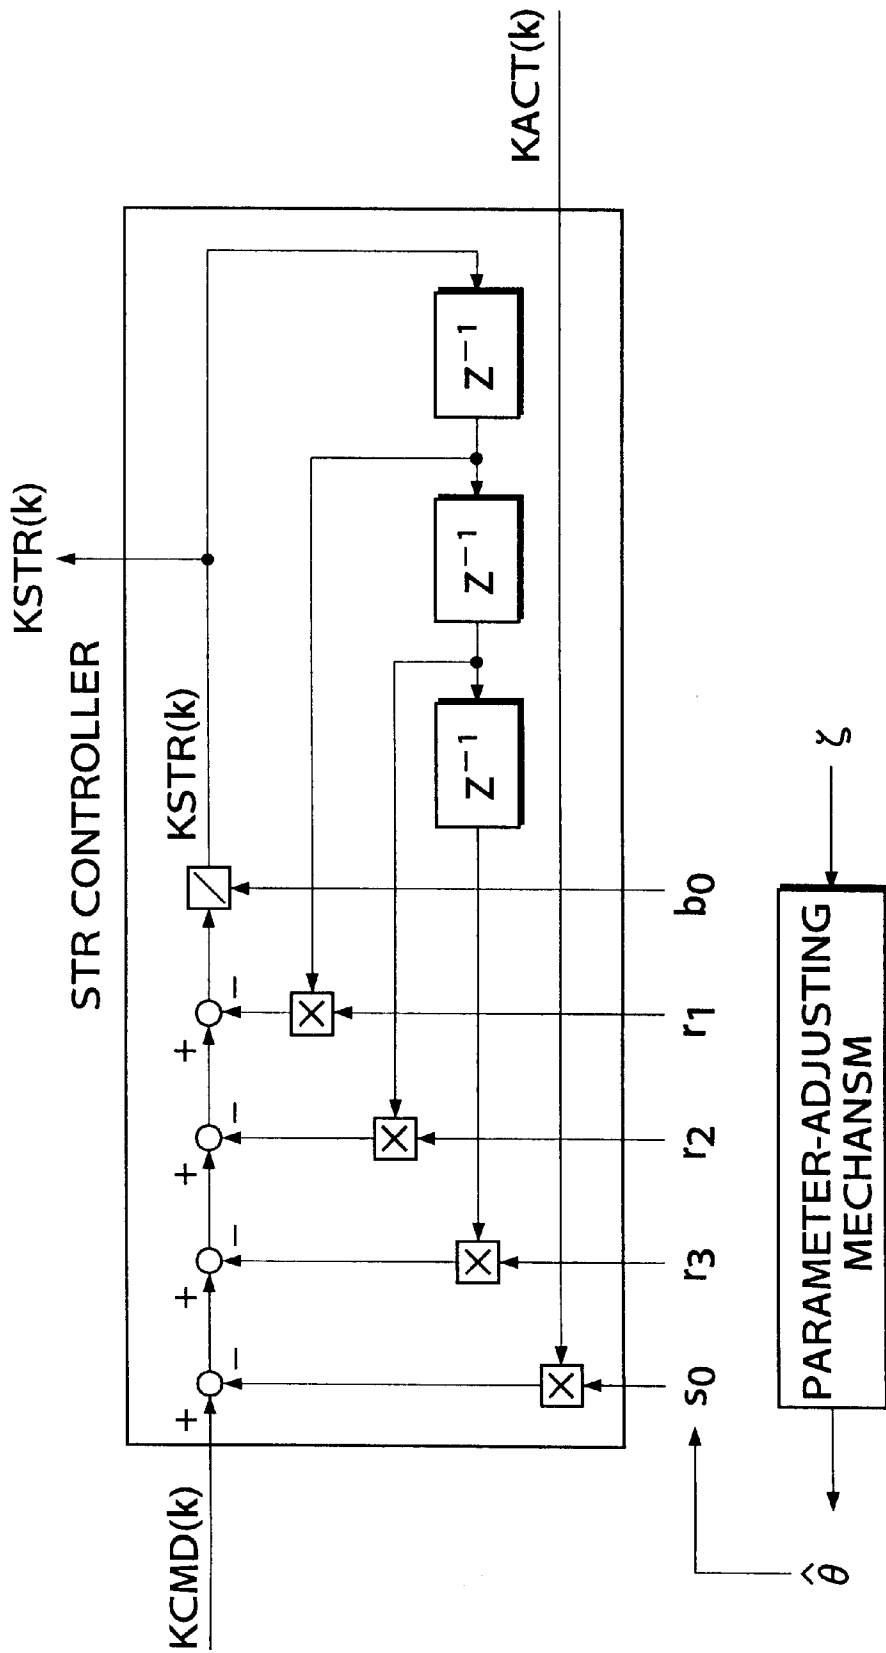 KSTR(k)
STR CONTROLLER
KCMD(k)
+
−
+
−
+
−
+
−
KSTR(k)
Z⁻¹
Z⁻¹
Z⁻¹
KACT(k)
s0
r3
r2
r1
b0
θ̂
PARAMETER-ADJUSTING
MECHANSM
ζ